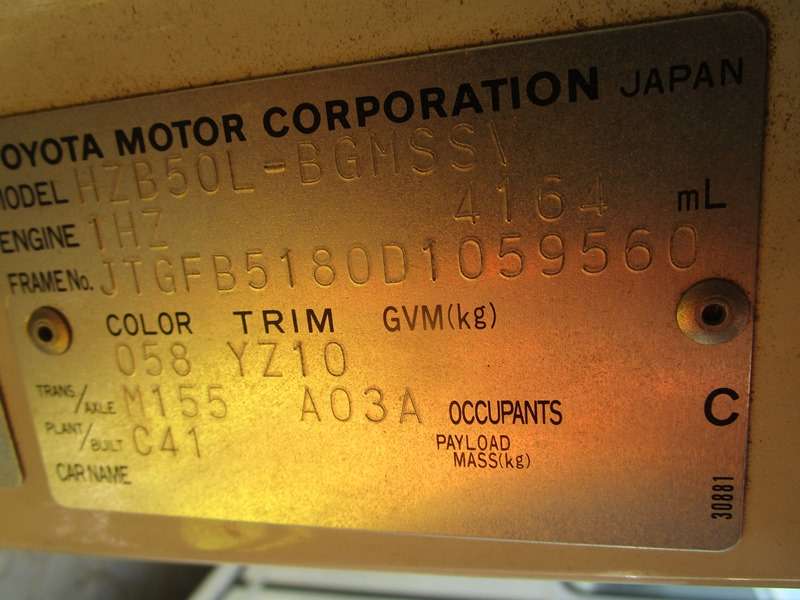 TOYOTA MOTOR CORPORATION JAPAN
MODEL HZB50L-BGMSSV
ENGINE 1HZ 4164 mL
FRAME No. JTGFB5180D1059560
COLOR TRIM GVM(kg)
058 YZ10
TRANS/AXLE M155 A03A OCCUPANTS C
PLANT/BUILT C41 PAYLOAD MASS(kg)
CAR NAME
30881